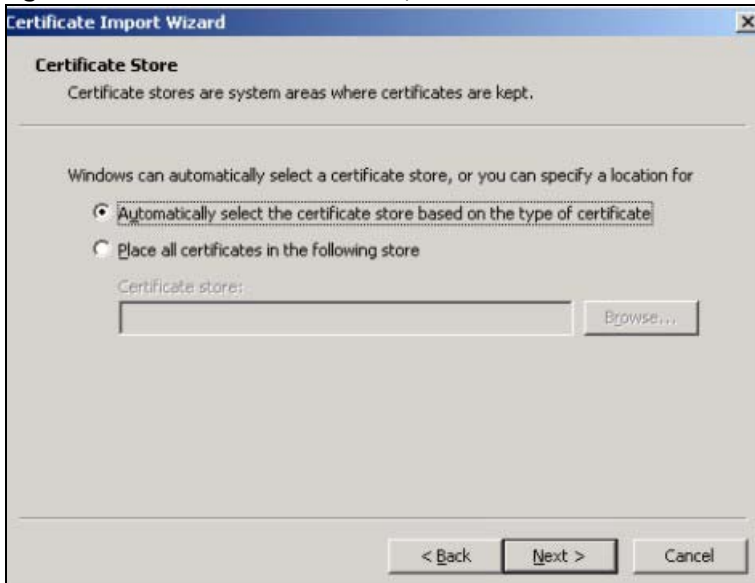 Certificate Import Wizard
Certificate Store
Certificate stores are system areas where certificates are kept.
Windows can automatically select a certificate store, or you can specify a location for
Automatically select the certificate store based on the type of certificate
Place all certificates in the following store
Certificate store:
Browse...
< Back Next > Cancel